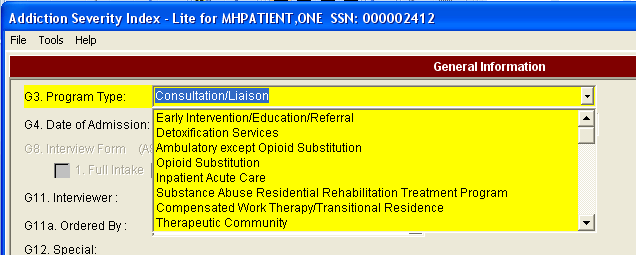 Addiction Severity Index - Lite for MHPATIENT,ONE SSN: 000002412
File Tools Help
General Information
G3. Program Type: Consultation/Liaison
Early Intervention/Education/Referral
G4. Date of Admission: Detoxification Services
Ambulatory except Opioid Substitution
G8. Interview Form (AS
Opioid Substitution
1. Full Intake
Inpatient Acute Care
G11. Interviewer :
Substance Abuse Residential Rehabilitation Treatment Program
Compensated Work Therapy/Transitional Residence
G11a. Ordered By :
Therapeutic Community
G12. Special: